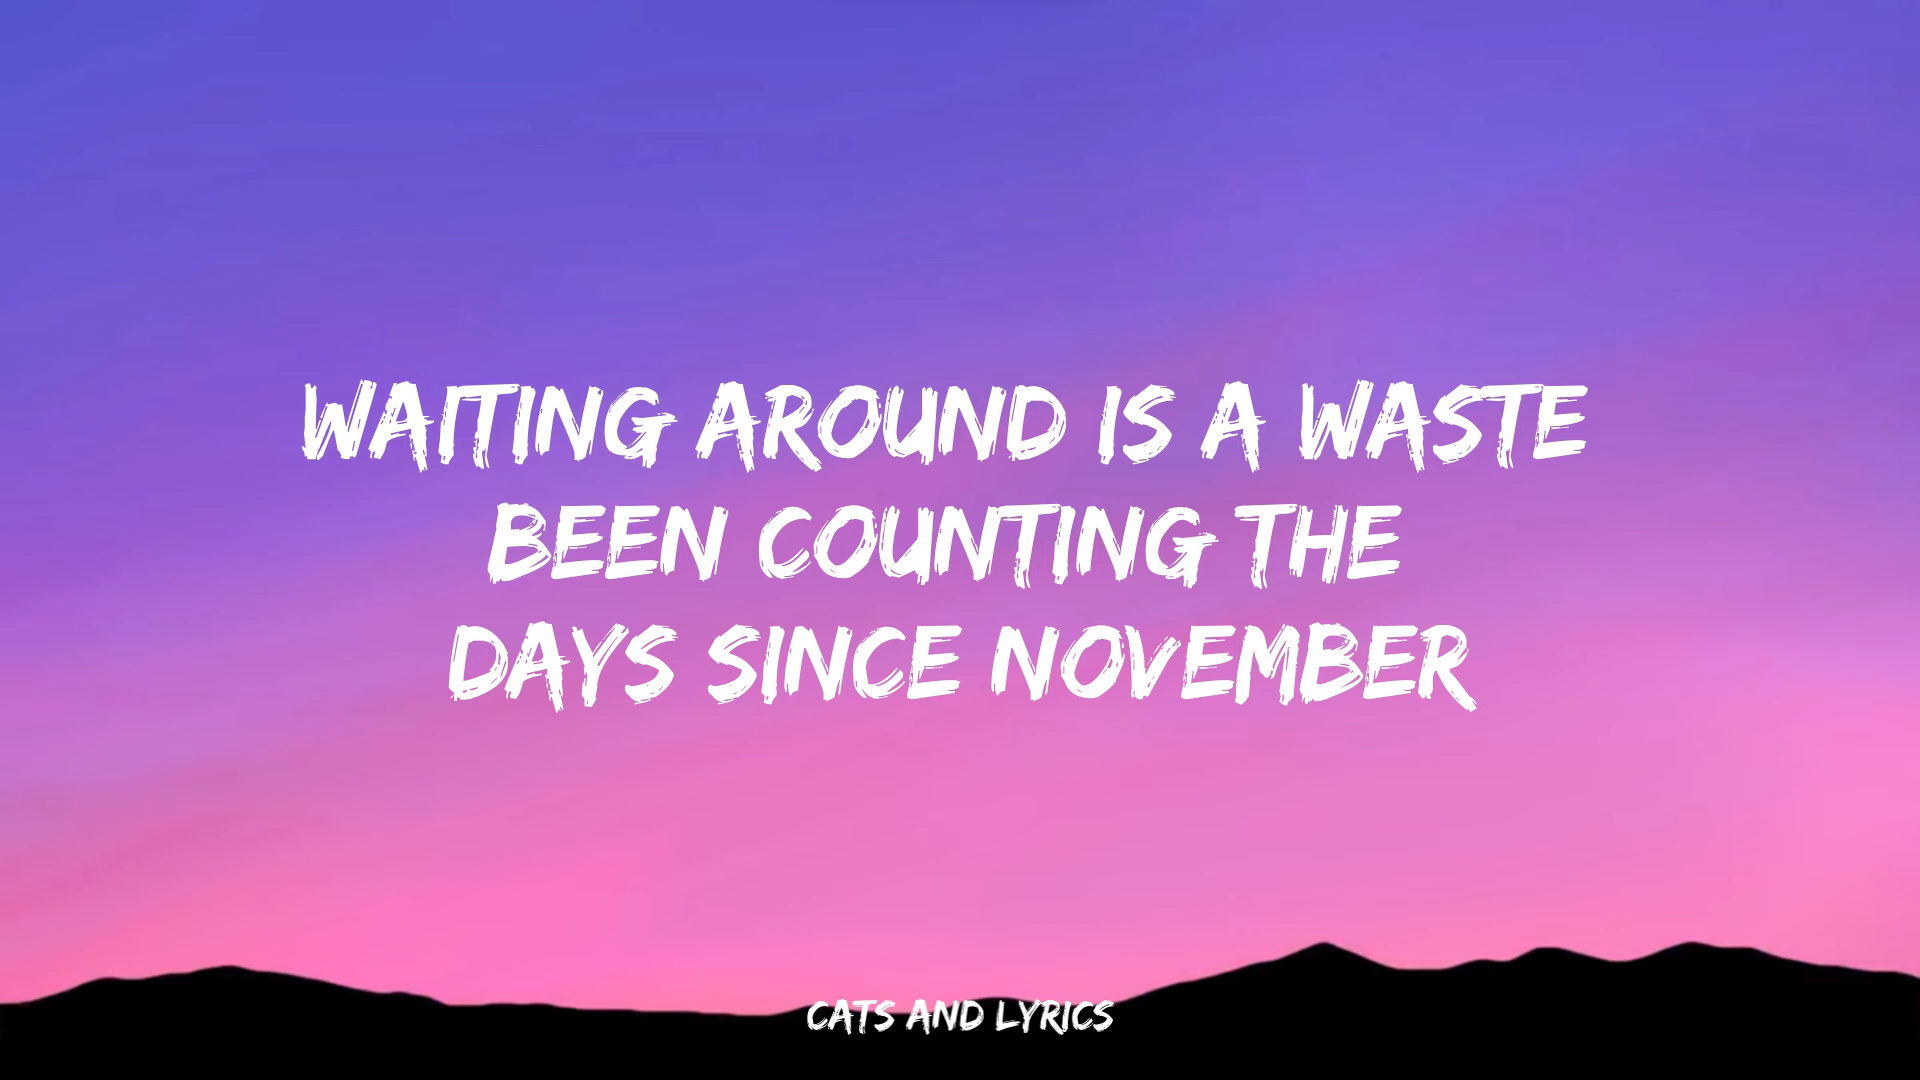 WAITING AROUND IS A WASTE
BEEN COUNTING THE
DAYS SINCE NOVEMBER
CATS AND LYRICS